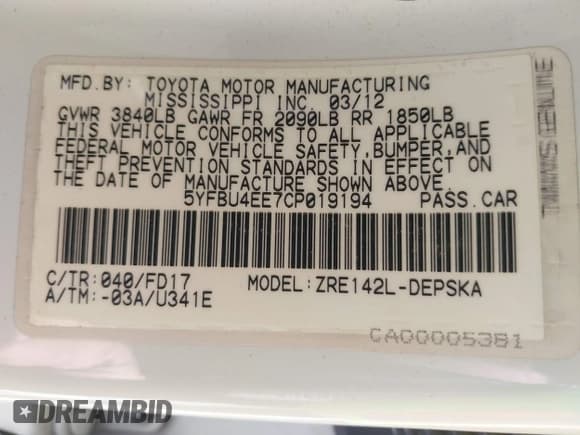 MFD.BY: TOYOTA MOTOR MANUFACTURING
MISSISSIPPI INC. 03/12
GVWR 3840LB GAWR FR 2090LB RR 1850LB
THIS VEHICLE CONFORMS TO ALL APPLICABLE
FEDERAL MOTOR VEHICLE SAFETY,BUMPER,AND
THEFT PREVENTION STANDARDS IN EFFECT ON
THE DATE OF MANUFACTURE SHOWN ABOVE.
5YFBU4EE7CP019194 PASS.CAR
C/TR:040/FD17 MODEL:ZRE142L-DEPSKA
A/TM:-03A/U341E
CA00005381
GENUINE
DREAMBID